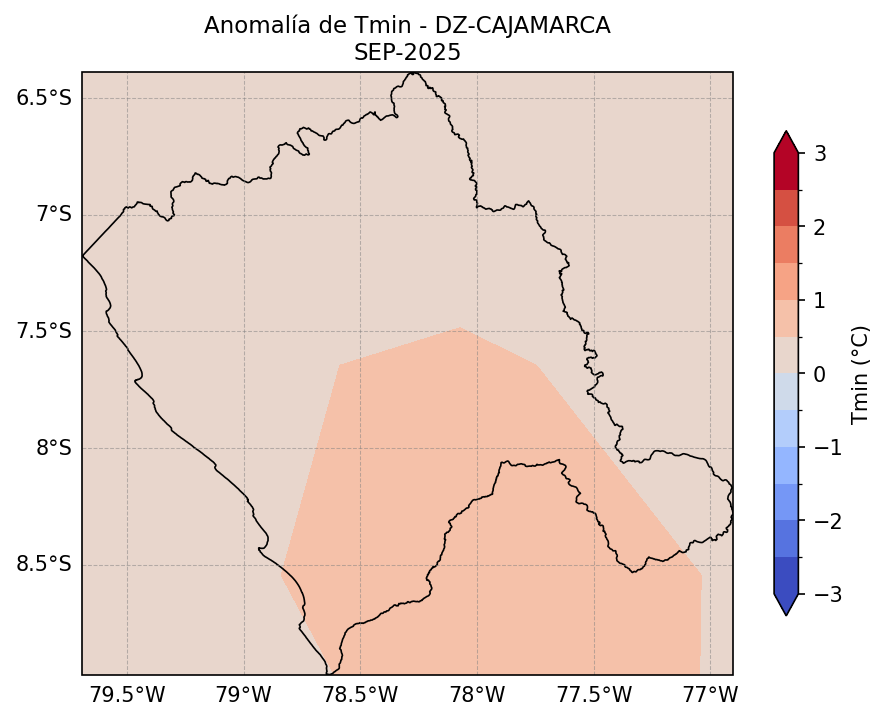 Anomalía de Tmin - DZ-CAJAMARCA
SEP-2025
6.5°S
7°S
7.5°S
8°S
8.5°S
79.5°W
79°W
78.5°W
78°W
77.5°W
77°W
3
2
1
0
−1
−2
−3
Tmin (°C)